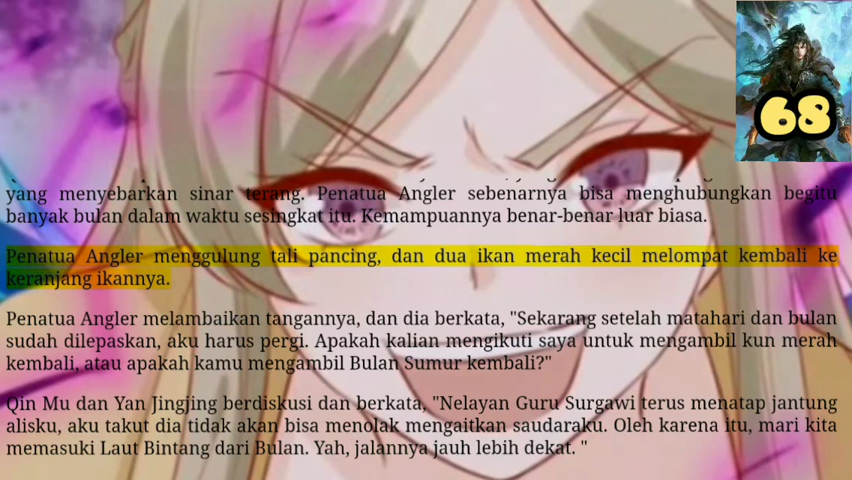 68
yang menyebarkan sinar terang. Penatua Angler sebenarnya bisa menghubungkan begitu
banyak bulan dalam waktu sesingkat itu. Kemampuannya benar-benar luar biasa.
Penatua Angler menggulung tali pancing, dan dua ikan merah kecil melompat kembali ke
keranjang ikannya.
Penatua Angler melambaikan tangannya, dan dia berkata, "Sekarang setelah matahari dan bulan
sudah dilepaskan, aku harus pergi. Apakah kalian mengikuti saya untuk mengambil kun merah
kembali, atau apakah kamu mengambil Bulan Sumur kembali?"
Qin Mu dan Yan Jingjing berdiskusi dan berkata, "Nelayan Guru Surgawi terus menatap jantung
alisku, aku takut dia tidak akan bisa menolak mengaitkan saudaraku. Oleh karena itu, mari kita
memasuki Laut Bintang dari Bulan. Yah, jalannya jauh lebih dekat. "